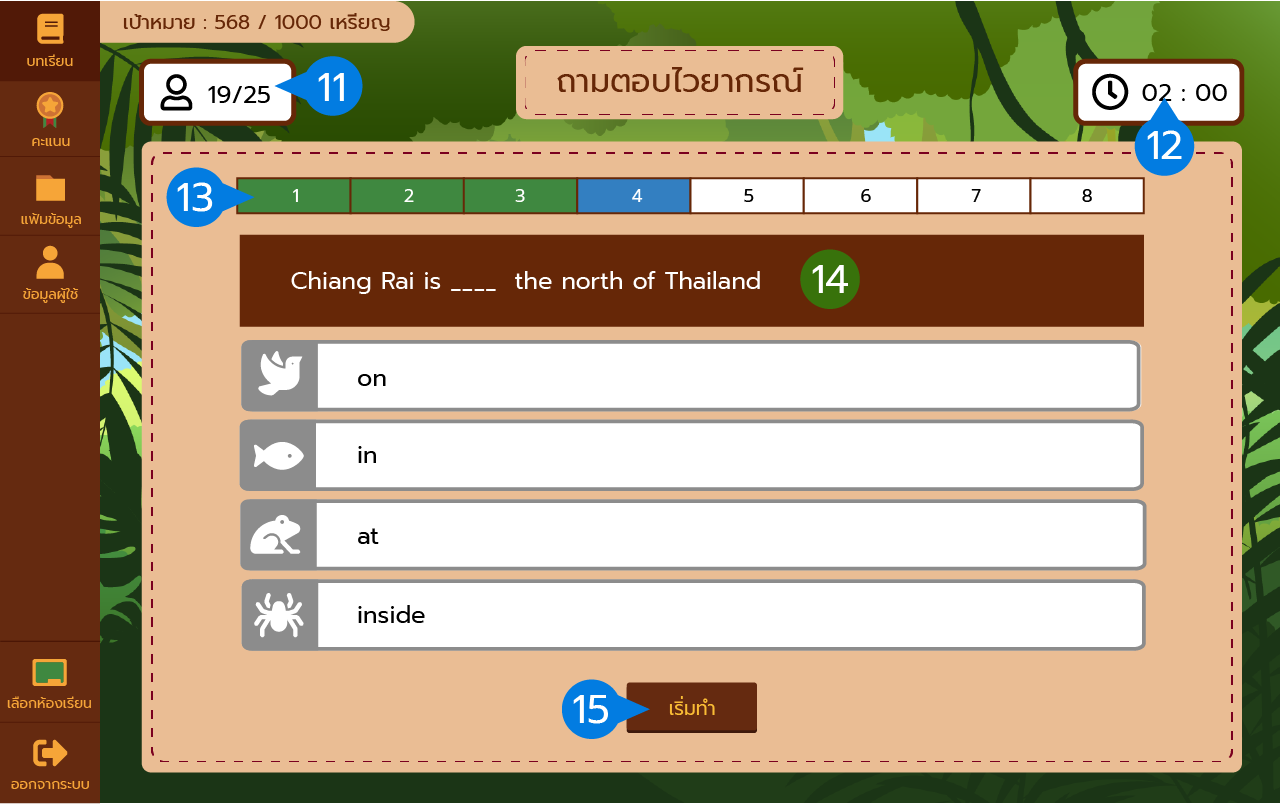 เป้าหมาย : 568 / 1000 เหรียญ
บทเรียน
คะแนน
แฟ้มข้อมูล
ข้อมูลผู้ใช้
เลือกห้องเรียน
ออกจากระบบ
19/25
11
ถามตอบไวยากรณ์
02 : 00
12
13
1 2 3 4 5 6 7 8
Chiang Rai is ____ the north of Thailand
14
on
in
at
inside
15
เริ่มทำ